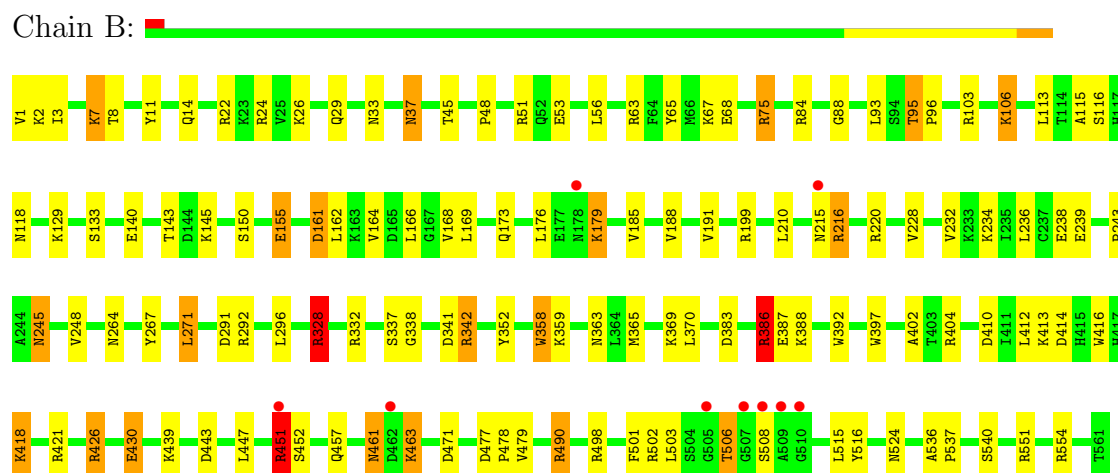 Chain B:
V1 K2 I3 K7 T8 Y11 Q14 R22 K23 R24 V25 K26 Q29 N33 N37 T45 P48 R51 Q52 E53 L56 R63 F64 Y65 M66 K67 E68 R75 R84 G88 L93 S94 T95 P96 R103 K106 L113 T114 A115 S116 H117
N118 K129 S133 E140 T143 D144 K145 S150 E155 D161 L162 K163 V164 D165 L166 G167 V168 L169 Q173 L176 E177 N178 K179 V185 V188 V191 R199 L210 N215 R216 R220 V228 V232 K233 K234 I235 L236 C237 E238 E239
A244 N245 V248 N264 Y267 L271 D291 R292 L296 R328 R332 S337 G338 D341 R342 Y352 W358 K359 N363 L364 M365 K369 L370 D383 R386 E387 K388 W392 W397 A402 T403 R404 D410 I411 L412 K413 D414 H415 W416
K418 R421 R426 E430 K439 D443 L447 R451 S452 Q457 N461 D462 K463 D471 D477 P478 V479 R490 R498 F501 R502 L503 S504 G505 T506 G507 S508 A509 G510 L515 Y516 N524 A536 P537 S540 R551 R554 T561